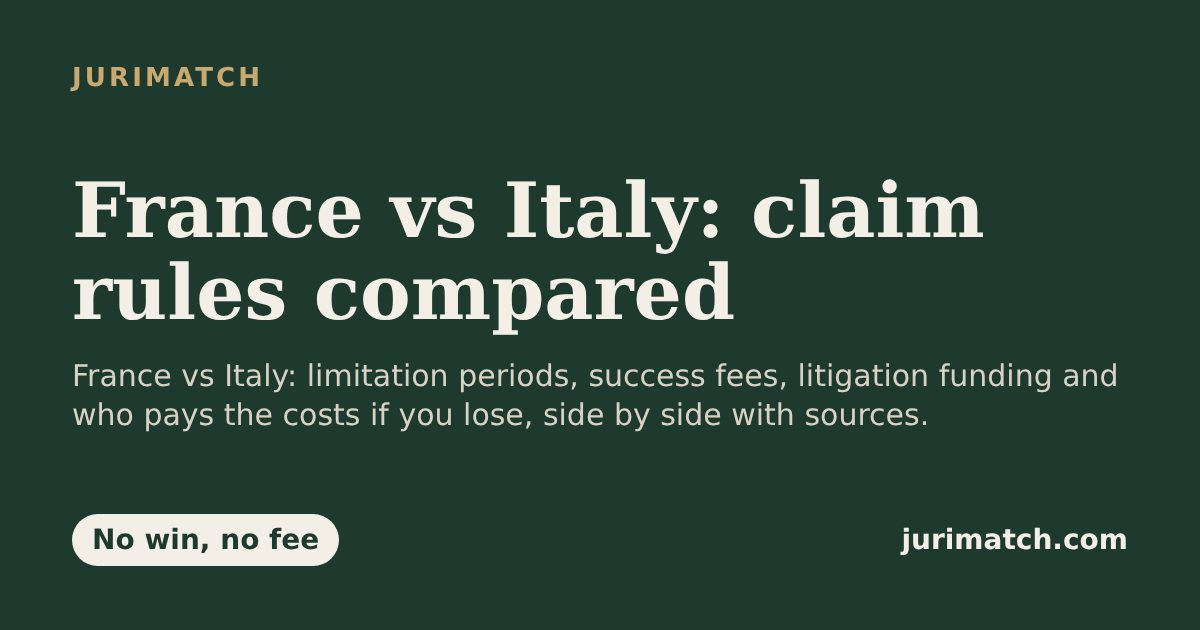 JURIMATCH
France vs Italy: claim
rules compared
France vs Italy: limitation periods, success fees, litigation funding and
who pays the costs if you lose, side by side with sources.
No win, no fee
jurimatch.com